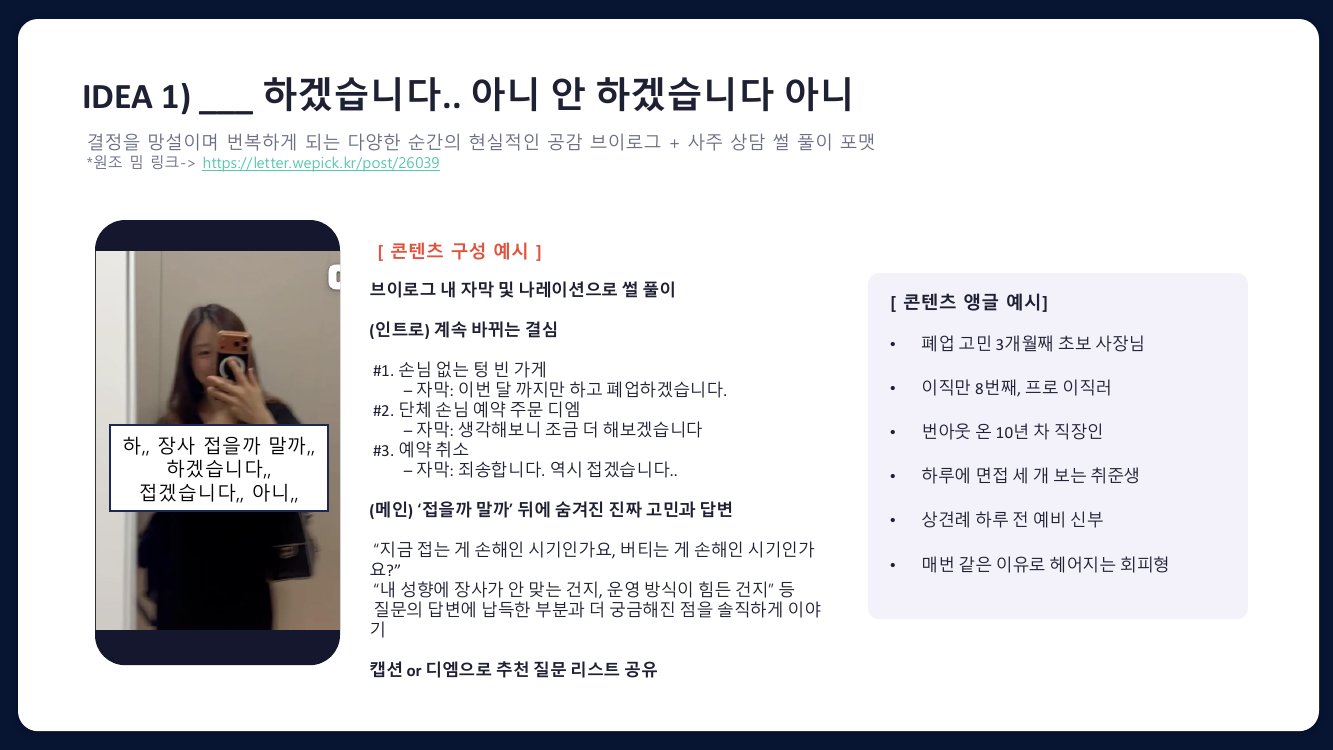 IDEA 1) ___ 하겠습니다.. 아니 안 하겠습니다 아니
결정을 망설이며 번복하게 되는 다양한 순간의 현실적인 공감 브이로그 + 사주 상담 썰 풀이 포맷
*원조 밈 링크-> https://letter.wepick.kr/post/26039
하,, 장사 접을까 말까,,
하겠습니다,,
접겠습니다,, 아니,,
[ 콘텐츠 구성 예시 ]
브이로그 내 자막 및 나레이션으로 썰 풀이
(인트로) 계속 바뀌는 결심
#1. 손님 없는 텅 빈 가게
– 자막: 이번 달 까지만 하고 폐업하겠습니다.
#2. 단체 손님 예약 주문 디엠
– 자막: 생각해보니 조금 더 해보겠습니다
#3. 예약 취소
– 자막: 죄송합니다. 역시 접겠습니다..
(메인) ‘접을까 말까’ 뒤에 숨겨진 진짜 고민과 답변
“지금 접는 게 손해인 시기인가요, 버티는 게 손해인 시기인가
요?”
“내 성향에 장사가 안 맞는 건지, 운영 방식이 힘든 건지” 등
질문의 답변에 납득한 부분과 더 궁금해진 점을 솔직하게 이야
기
캡션 or 디엠으로 추천 질문 리스트 공유
[ 콘텐츠 앵글 예시]
• 폐업 고민 3개월째 초보 사장님
• 이직만 8번째, 프로 이직러
• 번아웃 온 10년 차 직장인
• 하루에 면접 세 개 보는 취준생
• 상견례 하루 전 예비 신부
• 매번 같은 이유로 헤어지는 회피형